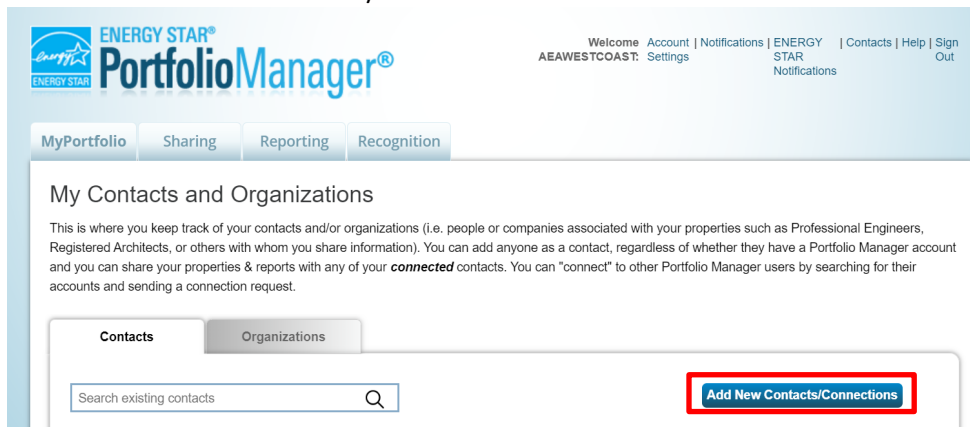 ENERGY STAR®
PortfolioManager®
energy
ENERGY STAR
Welcome AEAWESTCOAST: Account Settings | Notifications | ENERGY STAR Notifications | Contacts | Help | Sign Out
MyPortfolio Sharing Reporting Recognition
My Contacts and Organizations
This is where you keep track of your contacts and/or organizations (i.e. people or companies associated with your properties such as Professional Engineers,
Registered Architects, or others with whom you share information). You can add anyone as a contact, regardless of whether they have a Portfolio Manager account
and you can share your properties & reports with any of your connected contacts. You can "connect" to other Portfolio Manager users by searching for their
accounts and sending a connection request.
Contacts Organizations
Search existing contacts
Add New Contacts/Connections